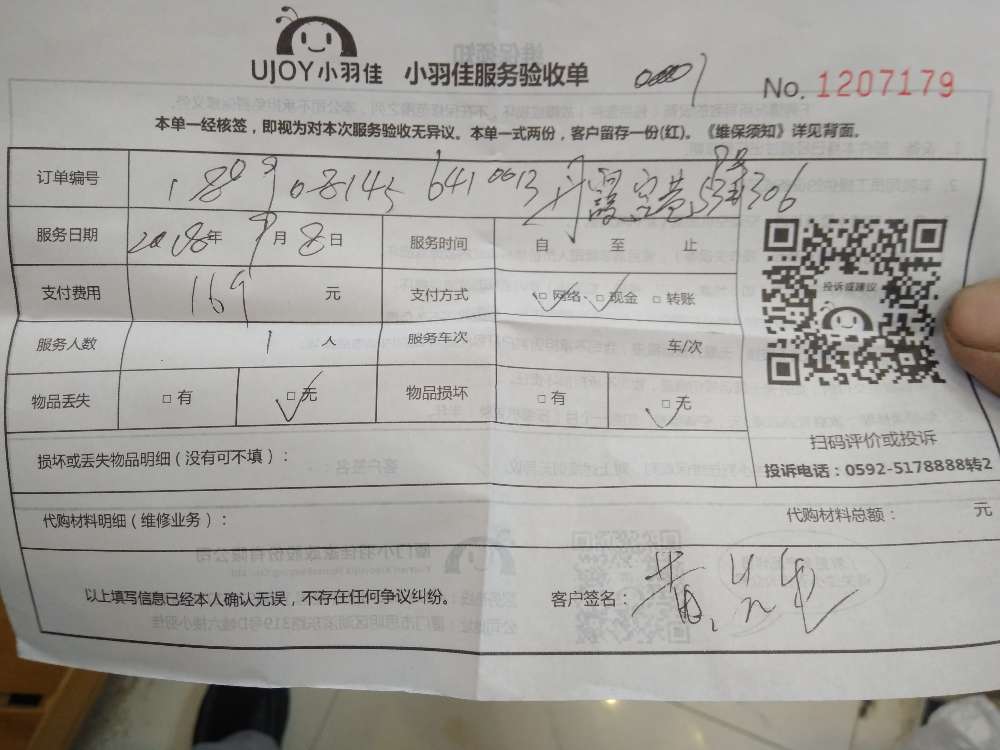 UJOY小羽佳 小羽佳服务验收单 No. 1207179
本单一经核签，即视为对本次服务验收无异议。本单一式两份，客户留存一份(红)。《维保须知》详见背面。
订单编号 1809081456410013
服务日期 2018年9月8日 服务时间 自 至 止
支付费用 169 元 支付方式 □网络 □现金 □转账
服务人数 1 人 服务车次 车/次
物品丢失 □有 □无 物品损坏 □有 □无
投诉或建议
扫码评价或投诉
损坏或丢失物品明细（没有可不填）：
投诉电话：0592-5178888转2
代购材料明细（维修业务）： 代购材料总额： 元
以上填写信息已经本人确认无误，不存在任何争议纠纷。 客户签名：